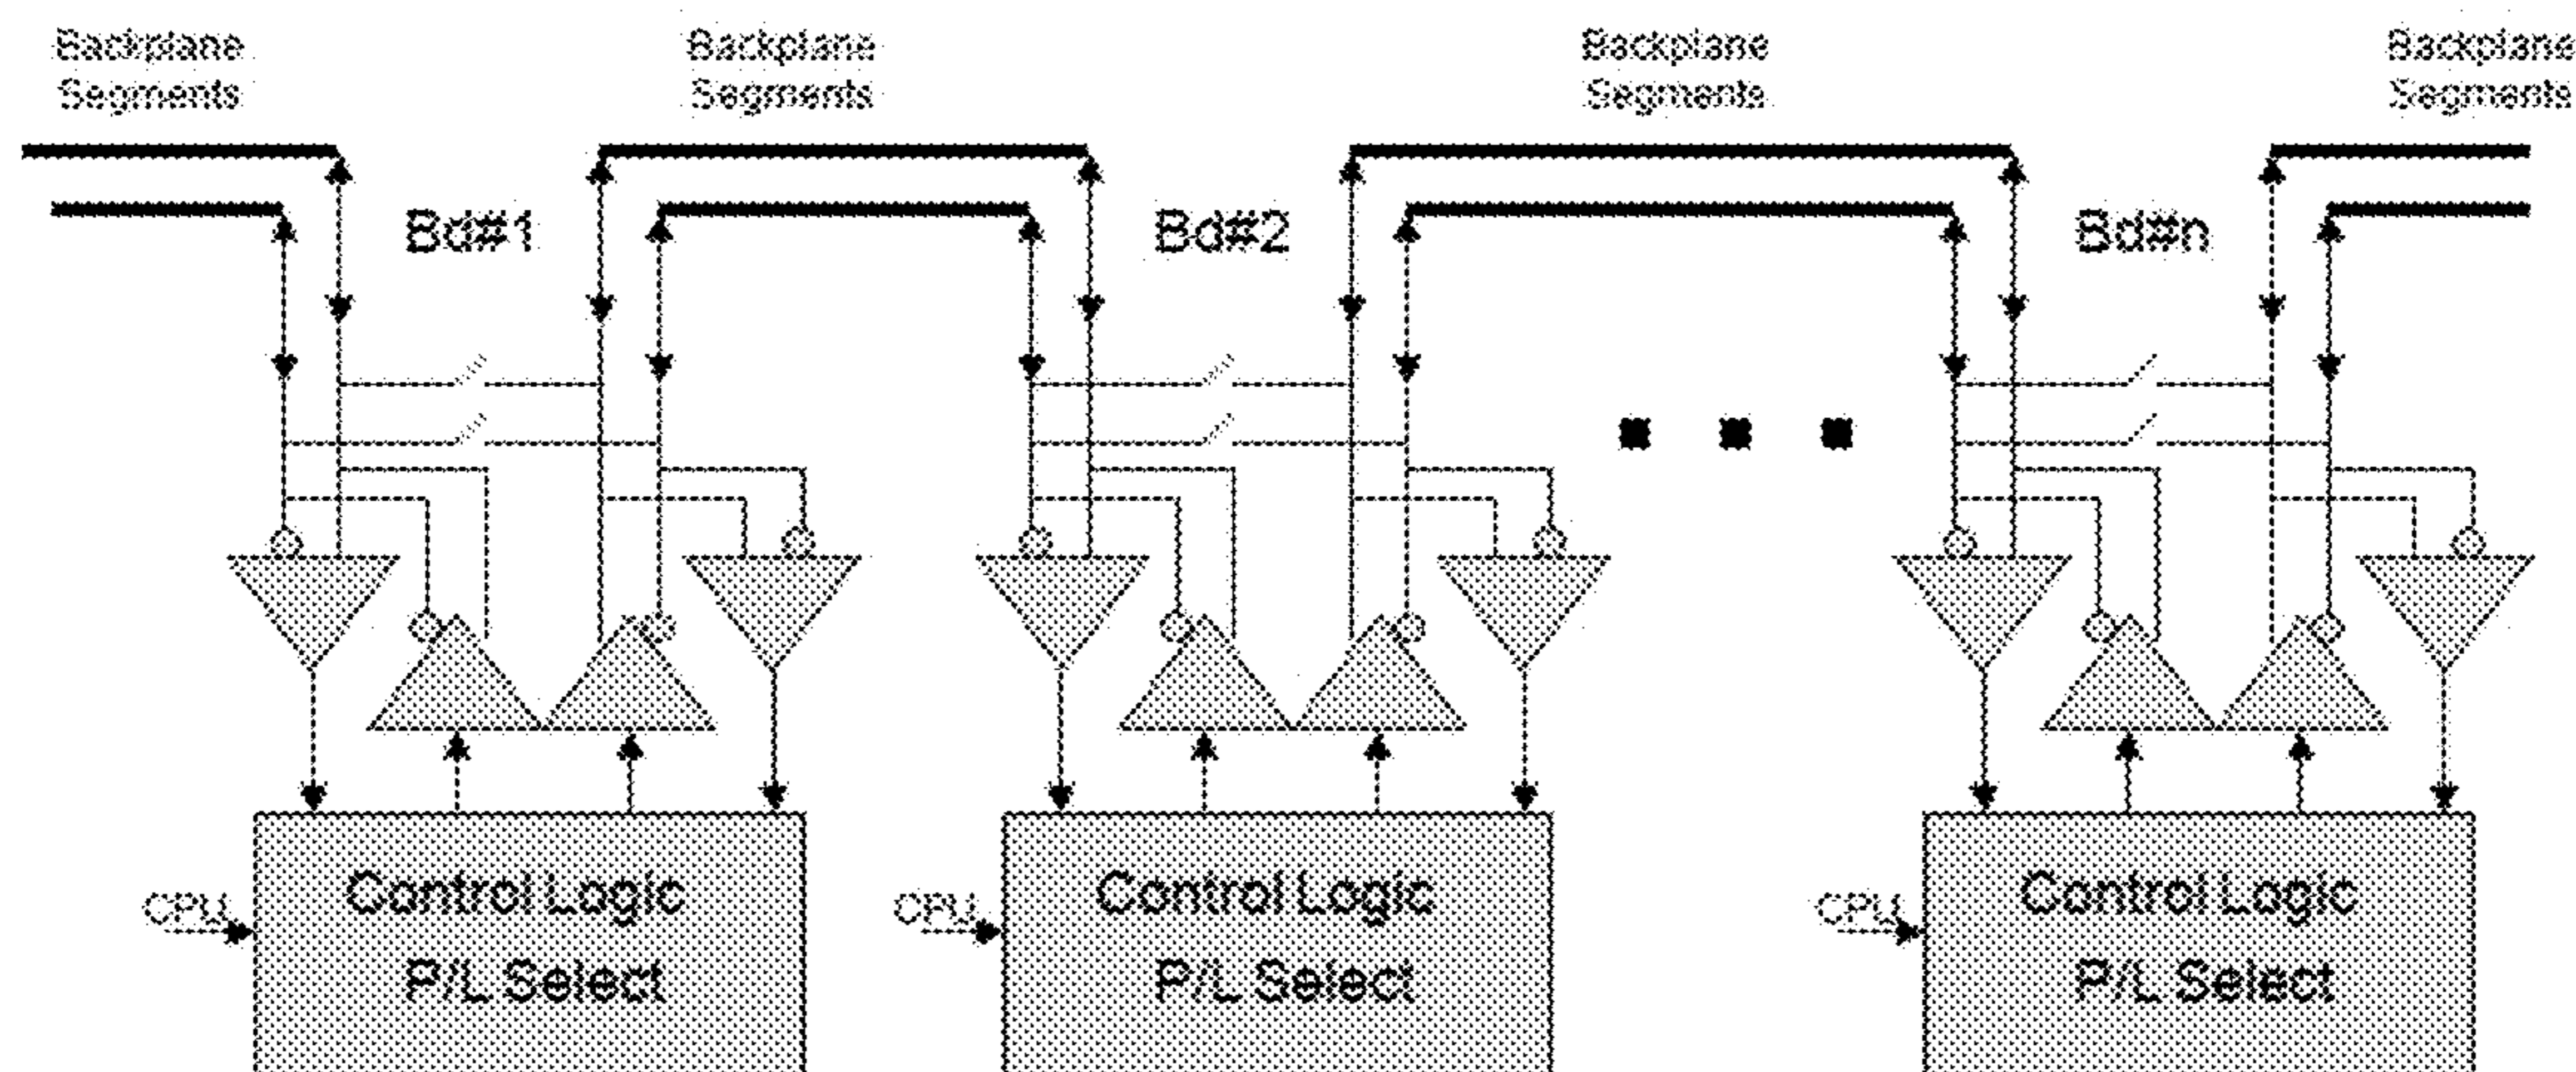 Backplane
Segments
Backplane
Segments
Backplane
Segments
Backplane
Segments
Bd#1
Bd#2
Bd#n
CPU
Control Logic
P/L Select
CPU
Control Logic
P/L Select
CPU
Control Logic
P/L Select